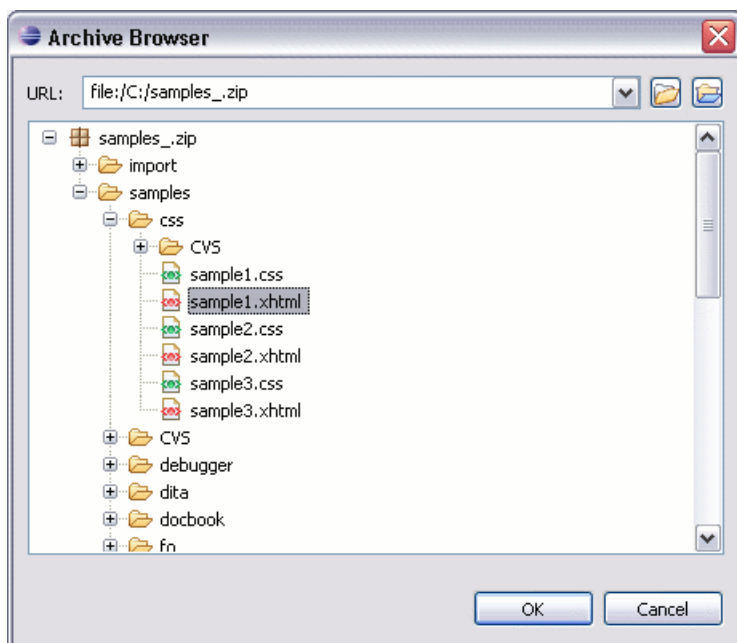 Archive Browser
URL: file:/C:/samples_.zip
samples_.zip
import
samples
css
CVS
sample1.css
sample1.xhtml
sample2.css
sample2.xhtml
sample3.css
sample3.xhtml
CVS
debugger
dita
docbook
fo
OK Cancel